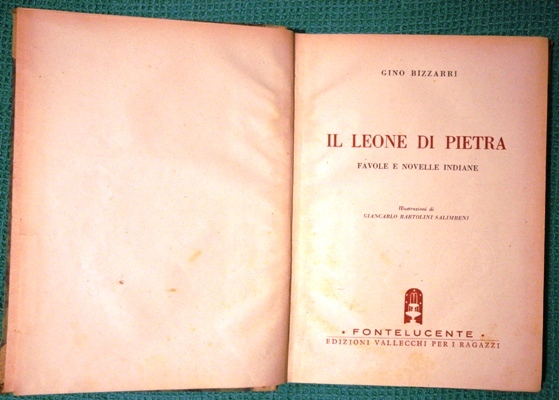 GINO BIZZARRI
IL LEONE DI PIETRA
FAVOLE E NOVELLE INDIANE
Illustrazioni di
GIANCARLO BARTOLINI SALIMBENI
• FONTELUCENTE •
EDIZIONI VALLECCHI PER I RAGAZZI